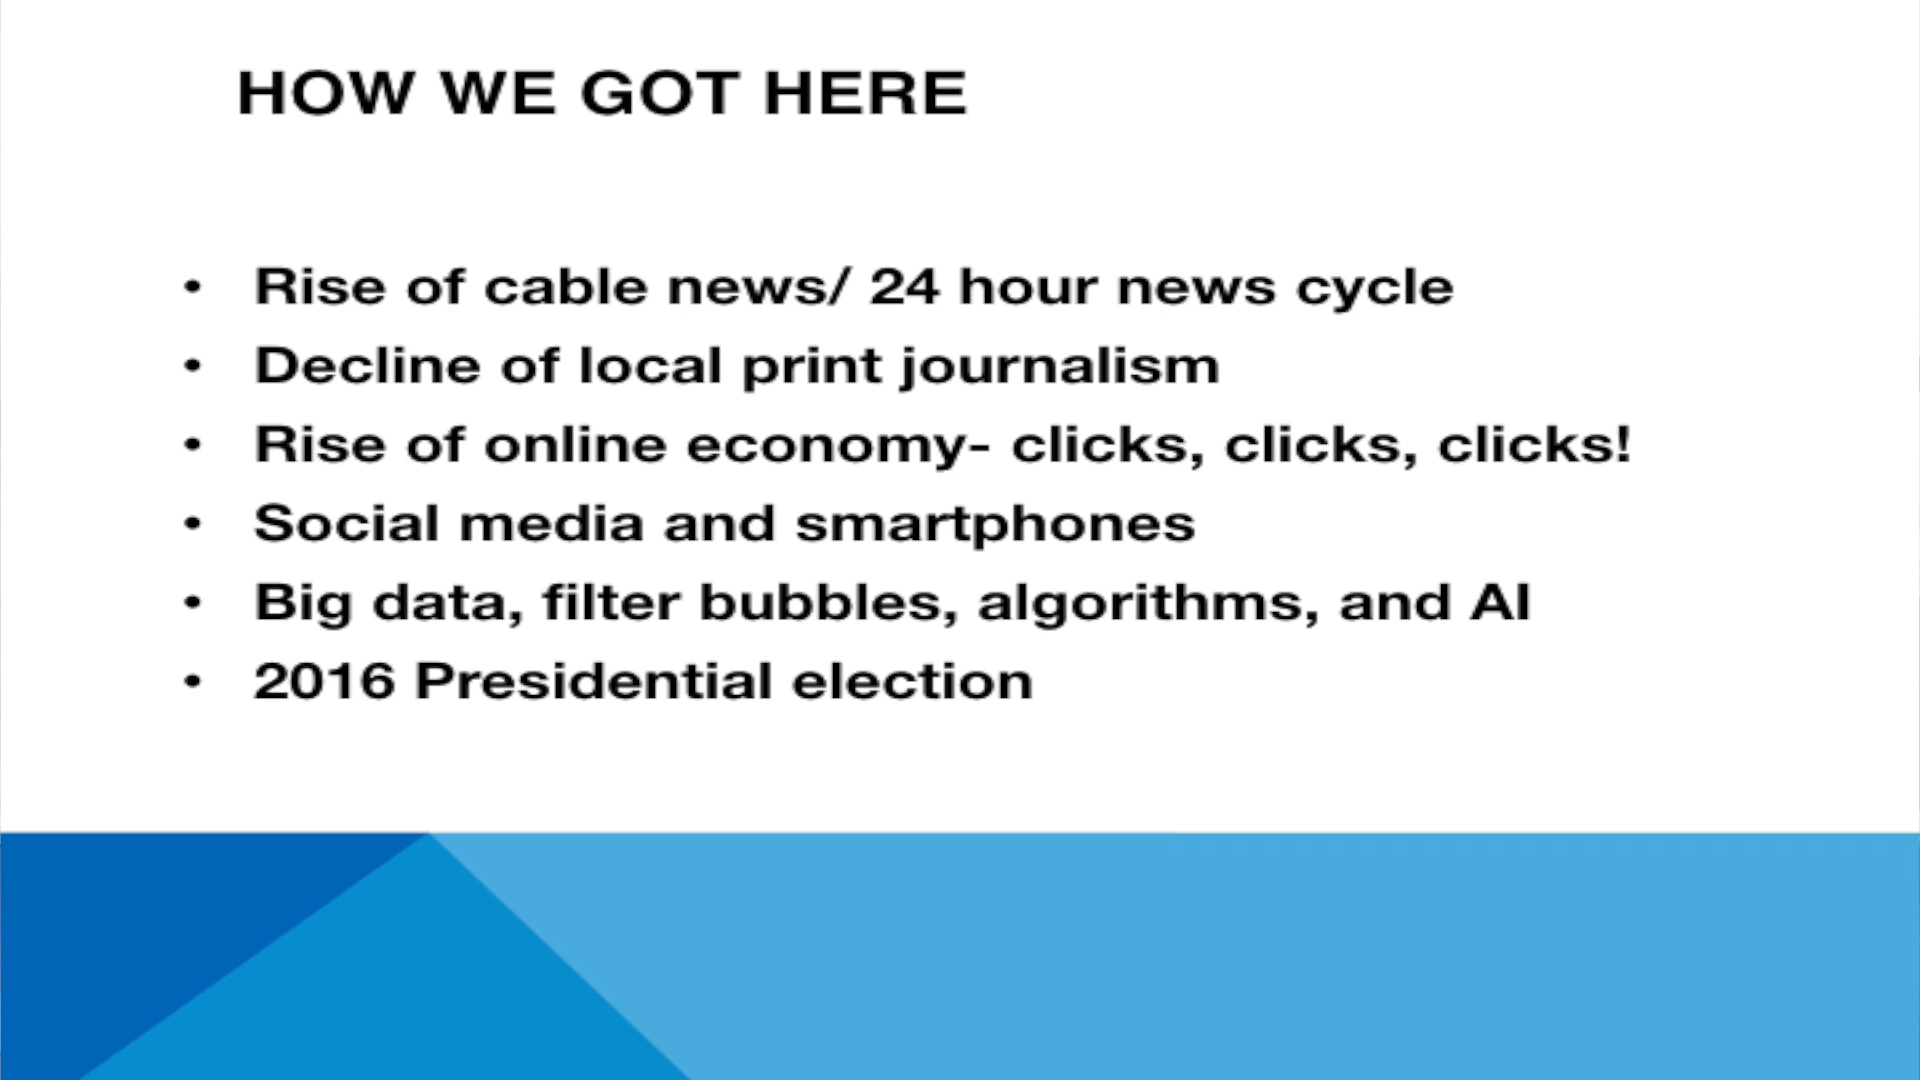 HOW WE GOT HERE
• Rise of cable news/ 24 hour news cycle
• Decline of local print journalism
• Rise of online economy- clicks, clicks, clicks!
• Social media and smartphones
• Big data, filter bubbles, algorithms, and AI
• 2016 Presidential election